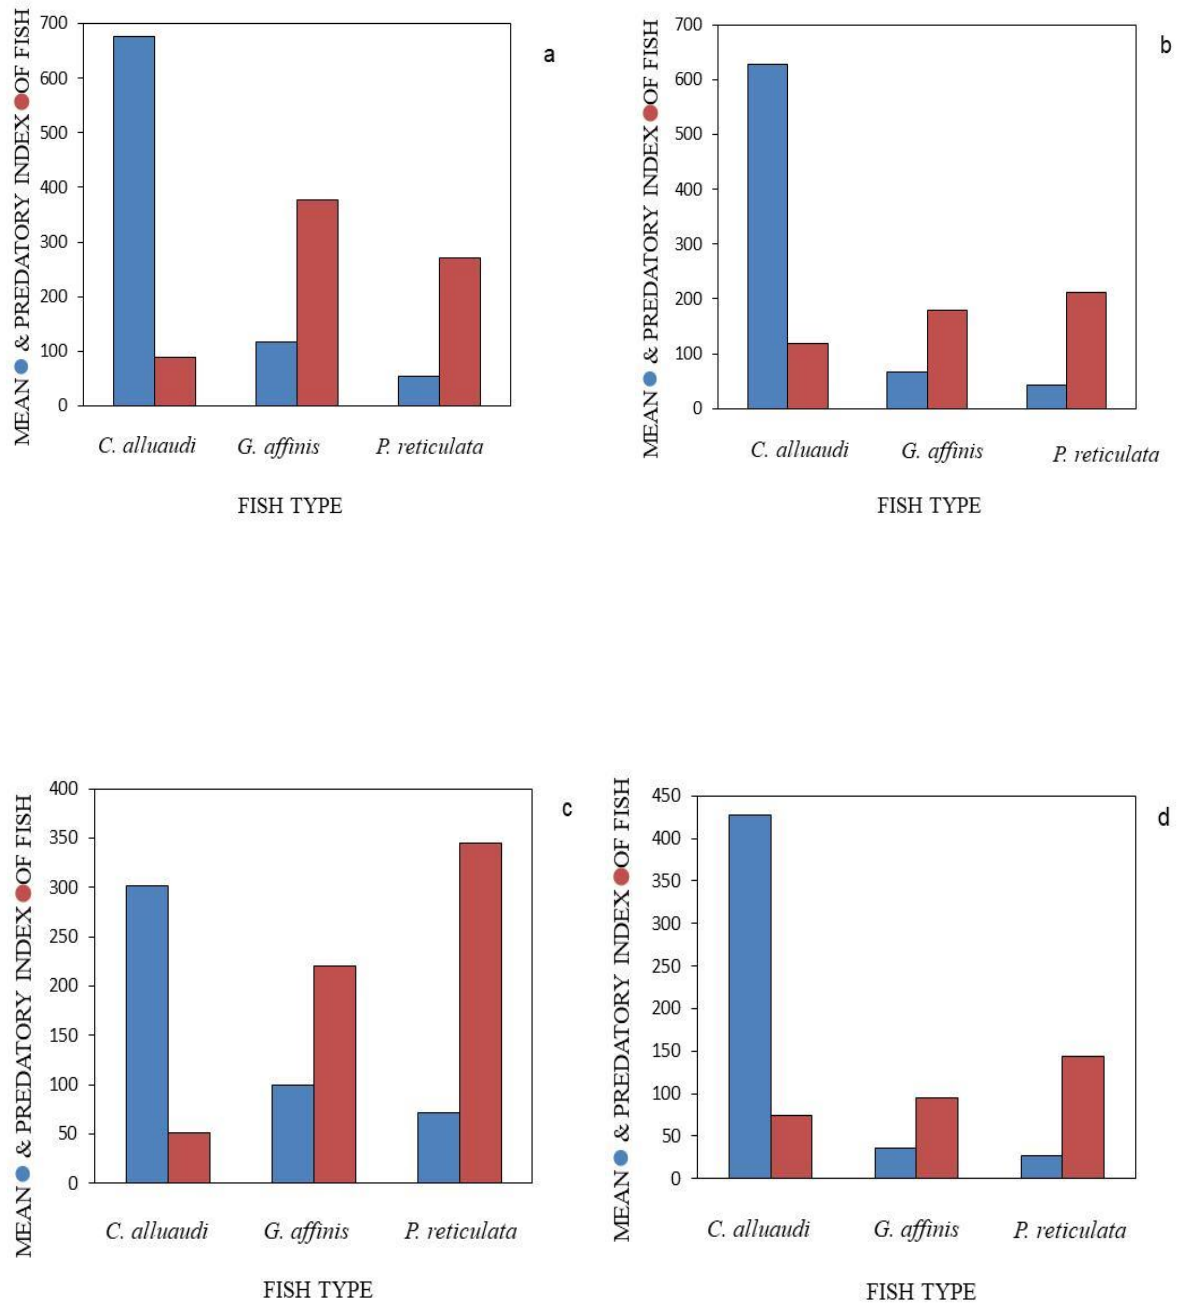 MEAN & PREDATORY INDEX OF FISH
700
600
500
400
300
200
100
0
a
C. alluaudi G. affinis P. reticulata
FISH TYPE
MEAN & PREDATORY INDEX OF FISH
700
600
500
400
300
200
100
0
b
C. alluaudi G. affinis P. reticulata
FISH TYPE
MEAN & PREDATORY INDEX OF FISH
400
350
300
250
200
150
100
50
0
c
C. alluaudi G. affinis P. reticulata
FISH TYPE
MEAN & PREDATORY INDEX OF FISH
450
400
350
300
250
200
150
100
50
0
d
C. alluaudi G. affinis P. reticulata
FISH TYPE